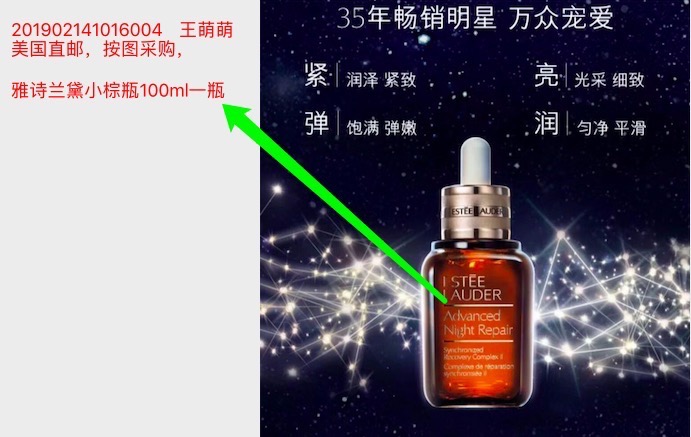 201902141016004 王萌萌
美国直邮，按图采购，
雅诗兰黛小棕瓶100ml一瓶
35年畅销明星 万众宠爱
紧 润泽 紧致
亮 光采 细致
弹 饱满 弹嫩
润 匀净 平滑
ESTĒE LAUDER
ESTĒE
LAUDER
Advanced
Night Repair
Synchronized
Recovery Complex II
Complexe de réparation
synchronisée II